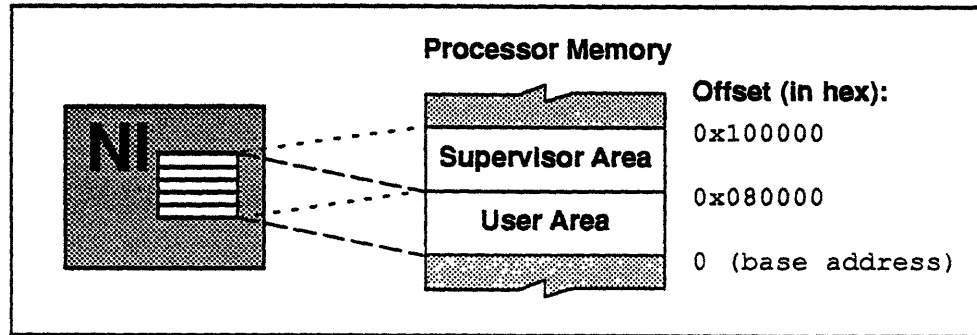 Processor Memory
Offset (in hex):
NI
0x100000
Supervisor Area
0x080000
User Area
0 (base address)